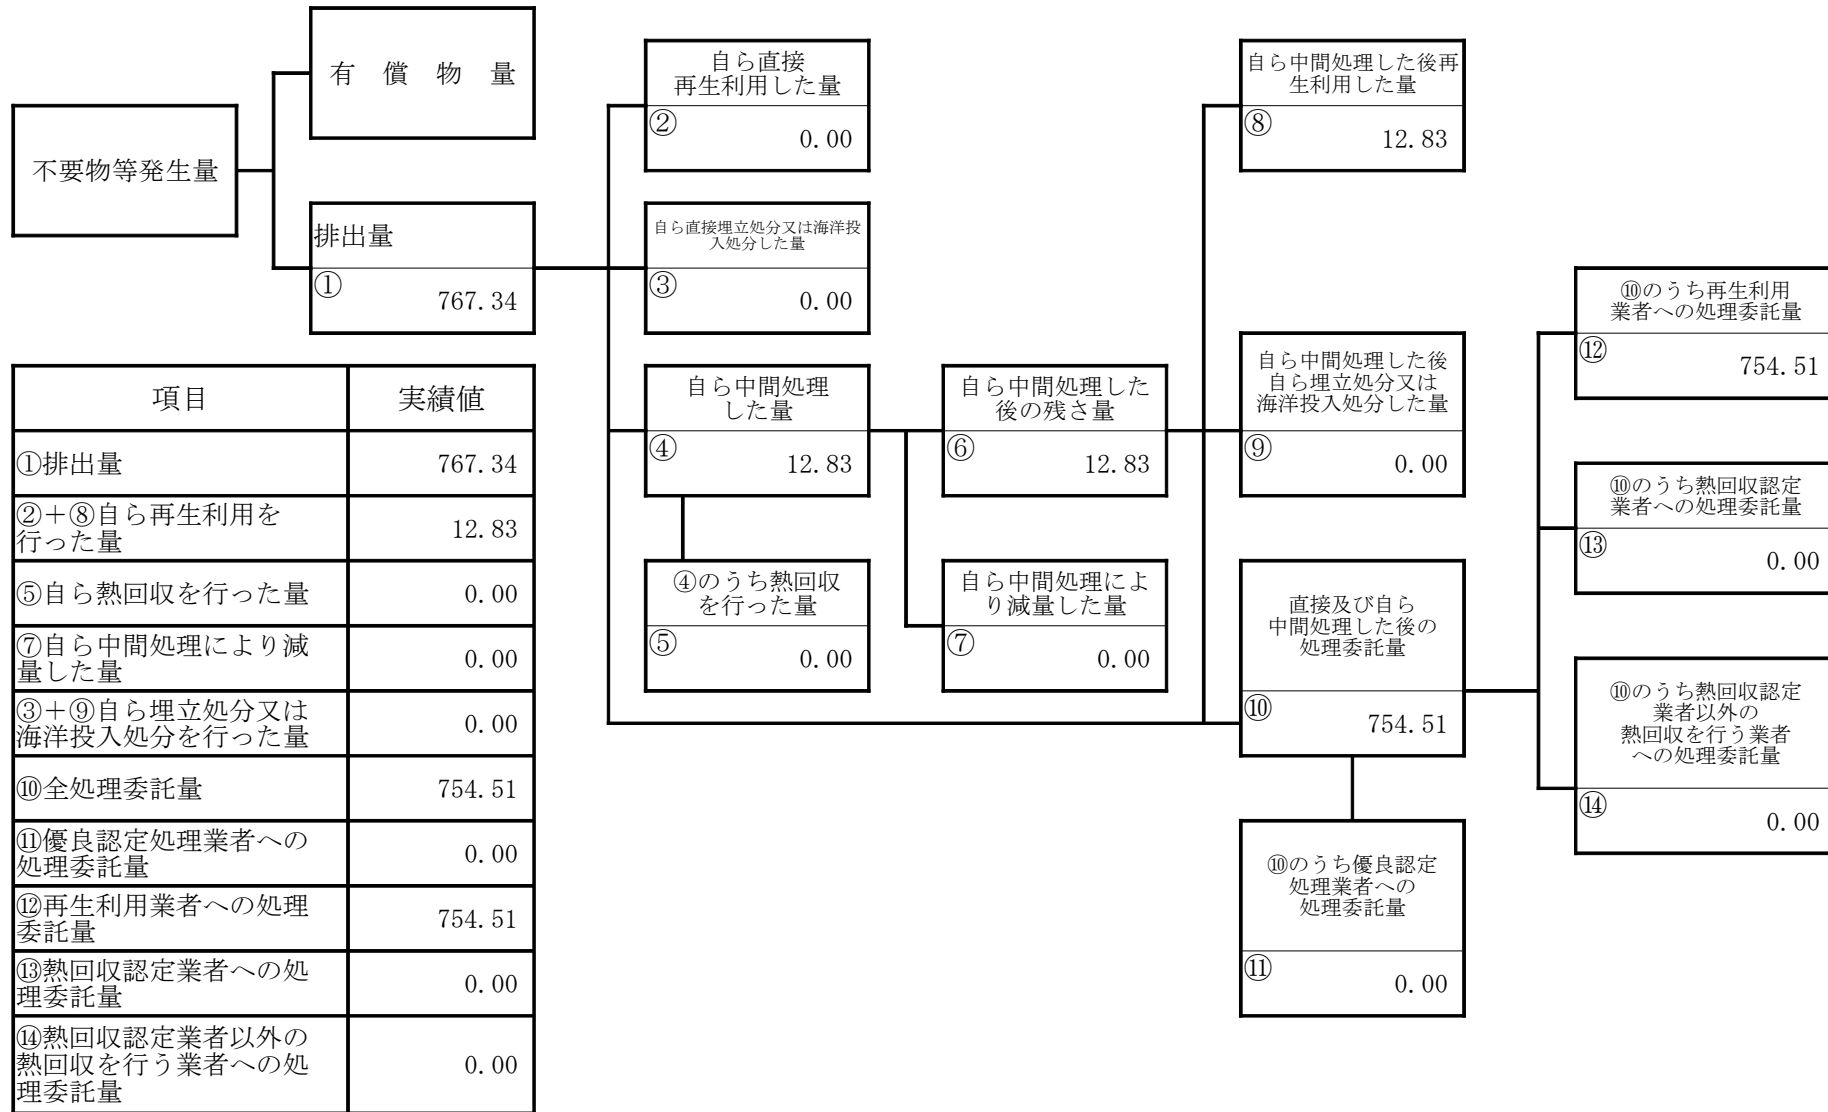 有　償　物　量
不要物等発生量
排出量
①
767.34
自ら直接
再生利用した量
②
0.00
自ら直接埋立処分又は海洋投
入処分した量
③
0.00
自ら中間処理
した量
④
12.83
④のうち熱回収
を行った量
⑤
0.00
自ら中間処理した
後の残さ量
⑥
12.83
自ら中間処理によ
り減量した量
⑦
0.00
自ら中間処理した後再
生利用した量
⑧
12.83
自ら中間処理した後
自ら埋立処分又は
海洋投入処分した量
⑨
0.00
直接及び自ら
中間処理した後の
処理委託量
⑩
754.51
⑩のうち優良認定
処理業者への
処理委託量
⑪
0.00
⑩のうち再生利用
業者への処理委託量
⑫
754.51
⑩のうち熱回収認定
業者への処理委託量
⑬
0.00
⑩のうち熱回収認定
業者以外の
熱回収を行う業者
への処理委託量
⑭
0.00
項目 実績値
①排出量 767.34
②＋⑧自ら再生利用を
行った量 12.83
⑤自ら熱回収を行った量 0.00
⑦自ら中間処理により減
量した量 0.00
③＋⑨自ら埋立処分又は
海洋投入処分を行った量 0.00
⑩全処理委託量 754.51
⑪優良認定処理業者への
処理委託量 0.00
⑫再生利用業者への処理
委託量 754.51
⑬熱回収認定業者への処
理委託量 0.00
⑭熱回収認定業者以外の
熱回収を行う業者への処 0.00
理委託量